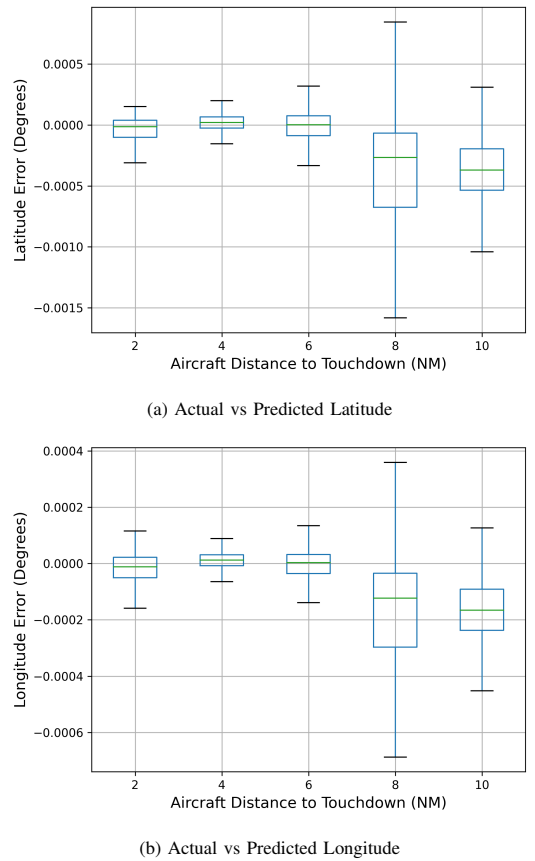 0.0005
0.0000
−0.0005
−0.0010
−0.0015
Latitude Error (Degrees)
2 4 6 8 10
Aircraft Distance to Touchdown (NM)
(a) Actual vs Predicted Latitude
0.0004
0.0002
0.0000
−0.0002
−0.0004
−0.0006
Longitude Error (Degrees)
2 4 6 8 10
Aircraft Distance to Touchdown (NM)
(b) Actual vs Predicted Longitude